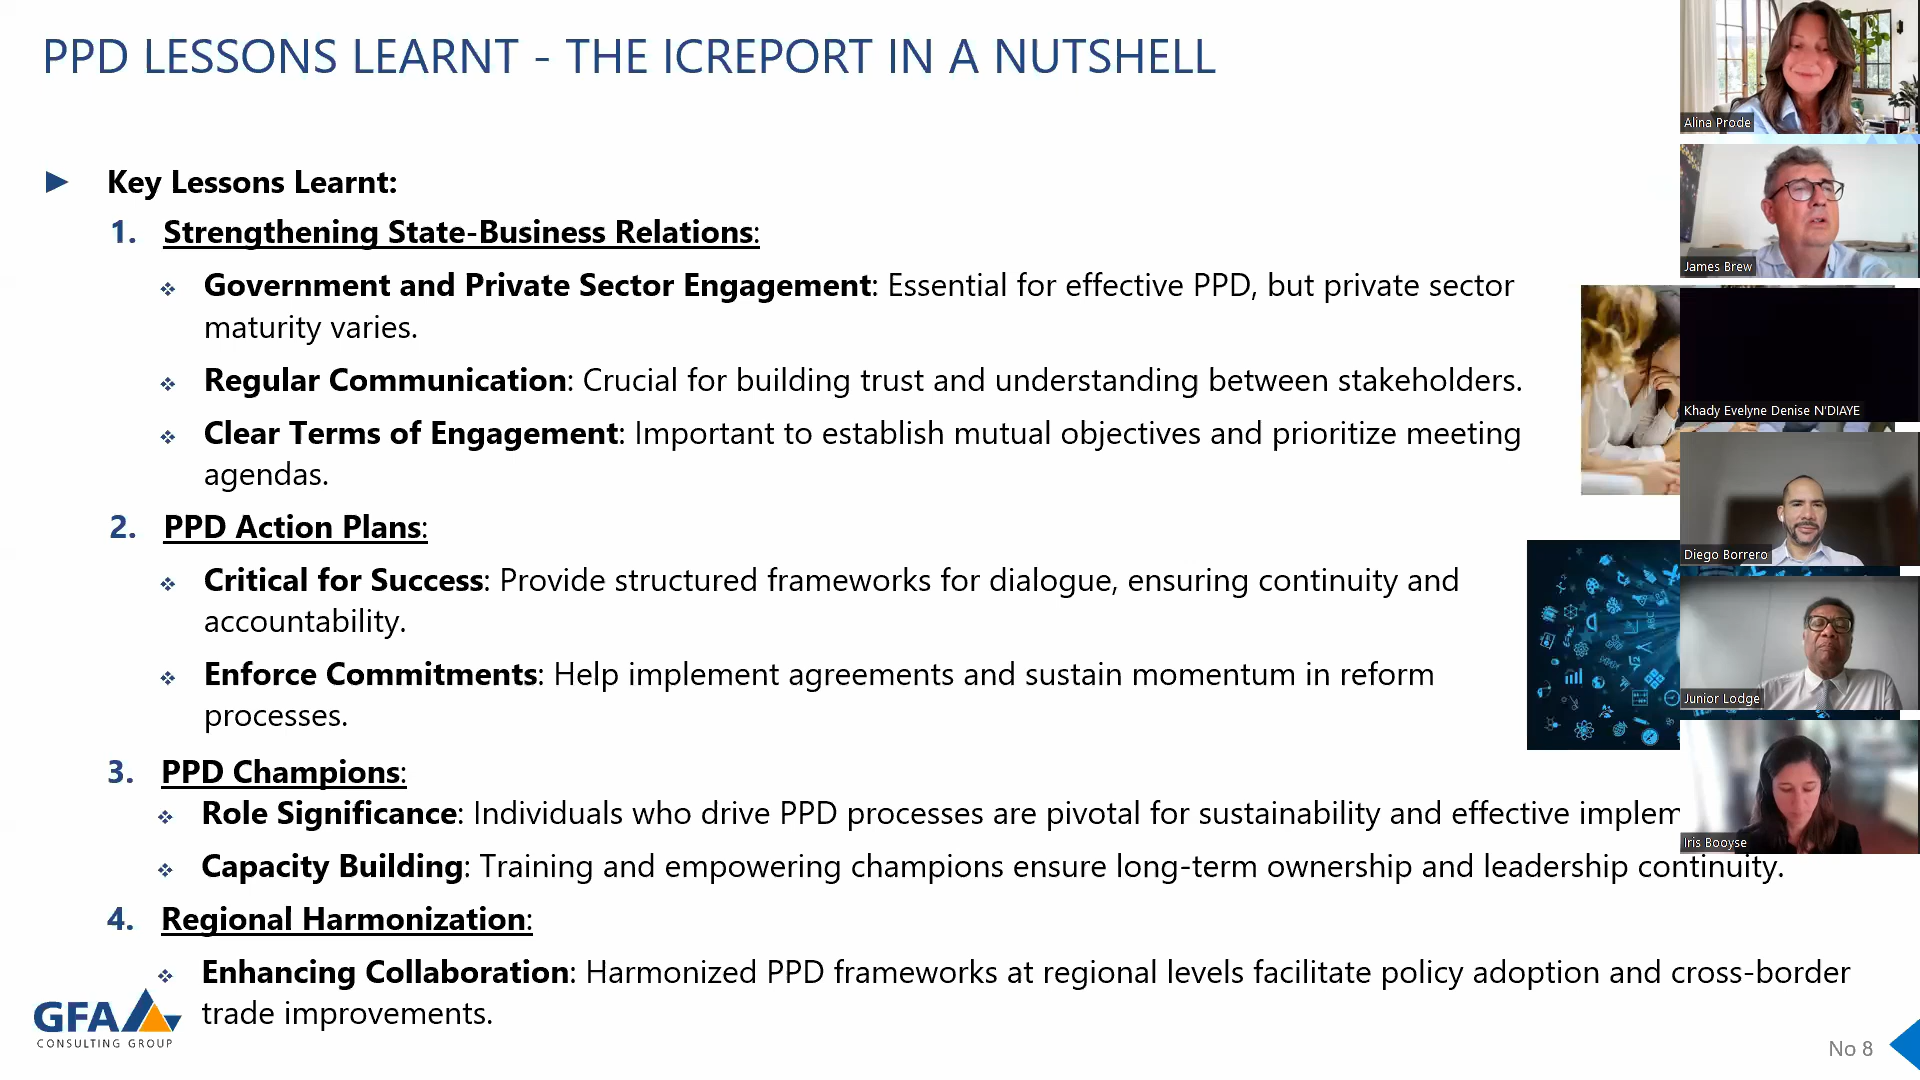 PPD LESSONS LEARNT - THE ICREPORT IN A NUTSHELL
Key Lessons Learnt:
1. Strengthening State-Business Relations:
Government and Private Sector Engagement: Essential for effective PPD, but private sector
maturity varies.
Regular Communication: Crucial for building trust and understanding between stakeholders.
Clear Terms of Engagement: Important to establish mutual objectives and prioritize meeting
agendas.
2. PPD Action Plans:
Critical for Success: Provide structured frameworks for dialogue, ensuring continuity and
accountability.
Enforce Commitments: Help implement agreements and sustain momentum in reform
processes.
3. PPD Champions:
Role Significance: Individuals who drive PPD processes are pivotal for sustainability and effective implem
Capacity Building: Training and empowering champions ensure long-term ownership and leadership continuity.
4. Regional Harmonization:
Enhancing Collaboration: Harmonized PPD frameworks at regional levels facilitate policy adoption and cross-border
trade improvements.
GFA
CONSULTING GROUP
No 8
Alina Prode
James Brew
Khady Evelyne Denise N'DIAYE
Diego Borrero
Junior Lodge
Iris Booyse